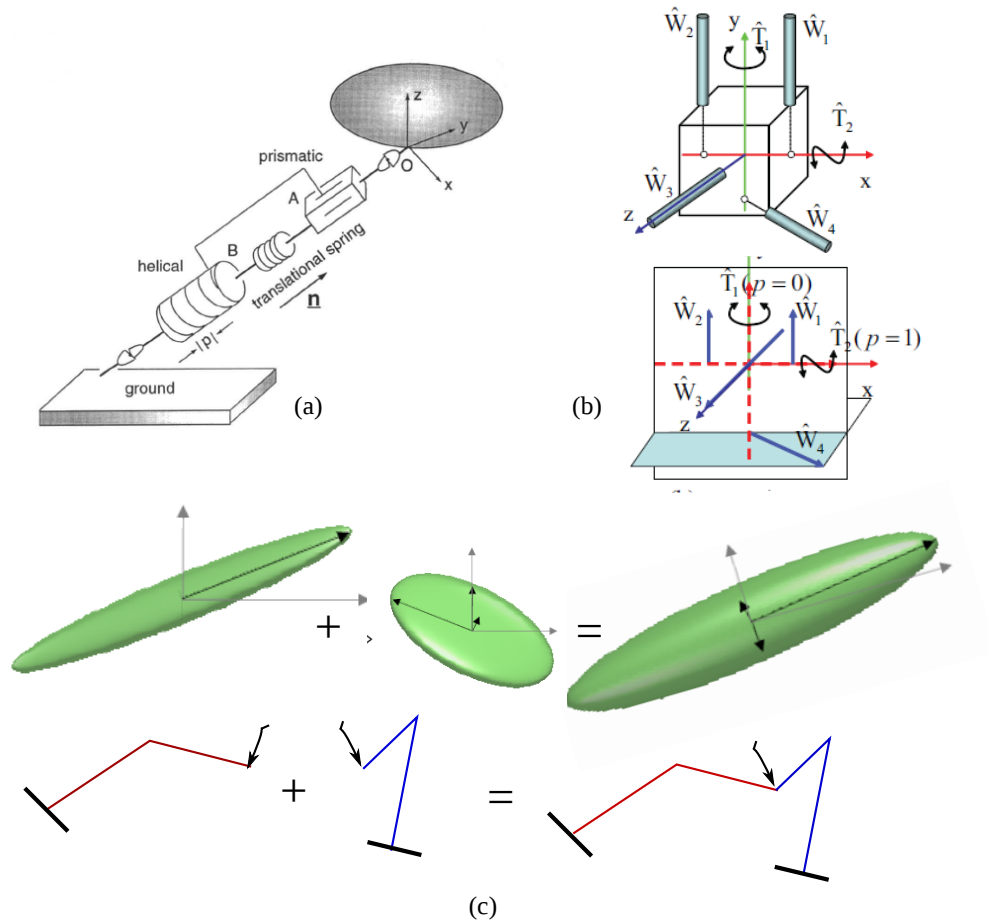 z
y
x
O
prismatic
A
B
helical
translational spring
n
|p|
ground
(a)
Ŵ2
y
T̂1
Ŵ1
T̂2
x
Ŵ3
z
Ŵ4
(b)
T̂1(p = 0)
Ŵ2
Ŵ1
T̂2(p = 1)
x
Ŵ3
z
Ŵ4
+
=
+
=
(c)